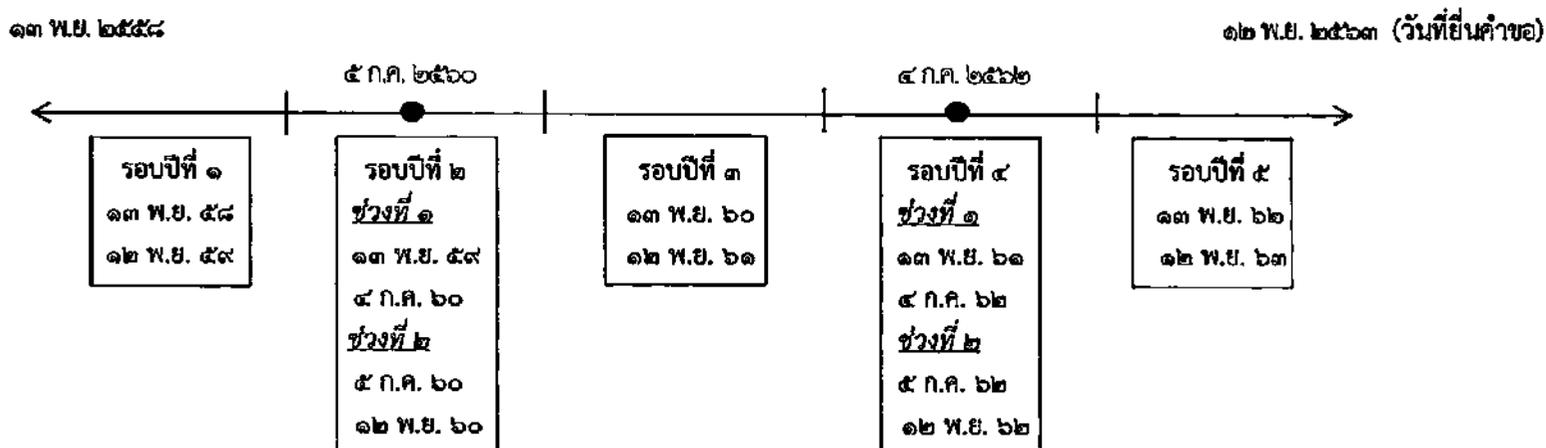 ๑๓ พ.ย. ๒๕๕๘
๑๒ พ.ย. ๒๕๖๓ (วันที่ยื่นคำขอ)
๕ ก.ค. ๒๕๖๐
๔ ก.ค. ๒๕๖๒
รอบปีที่ ๑
๑๓ พ.ย. ๕๘
๑๒ พ.ย. ๕๙
รอบปีที่ ๒
ช่วงที่ ๑
๑๓ พ.ย. ๕๙
๔ ก.ค. ๖๐
ช่วงที่ ๒
๕ ก.ค. ๖๐
๑๒ พ.ย. ๖๐
รอบปีที่ ๓
๑๓ พ.ย. ๖๐
๑๒ พ.ย. ๖๑
รอบปีที่ ๔
ช่วงที่ ๑
๑๓ พ.ย. ๖๑
๔ ก.ค. ๖๒
ช่วงที่ ๒
๕ ก.ค. ๖๒
๑๒ พ.ย. ๖๒
รอบปีที่ ๕
๑๓ พ.ย. ๖๒
๑๒ พ.ย. ๖๓